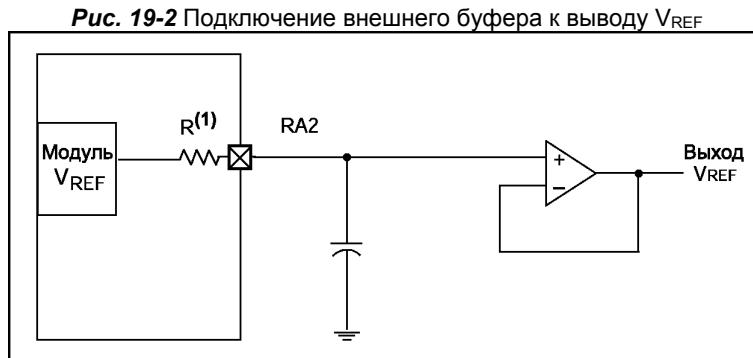 Рис. 19-2 Подключение внешнего буфера к выводу VREF
R(1)
RA2
Модуль
VREF
+
–
Выход
VREF